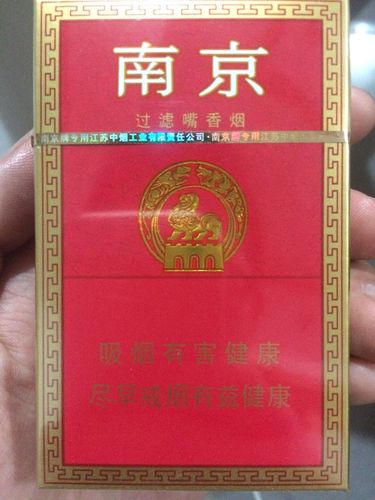 南京
过滤嘴香烟
南京牌专用江苏中烟工业有限责任公司·南京牌专用江苏中
吸烟有害健康
尽早戒烟有益健康